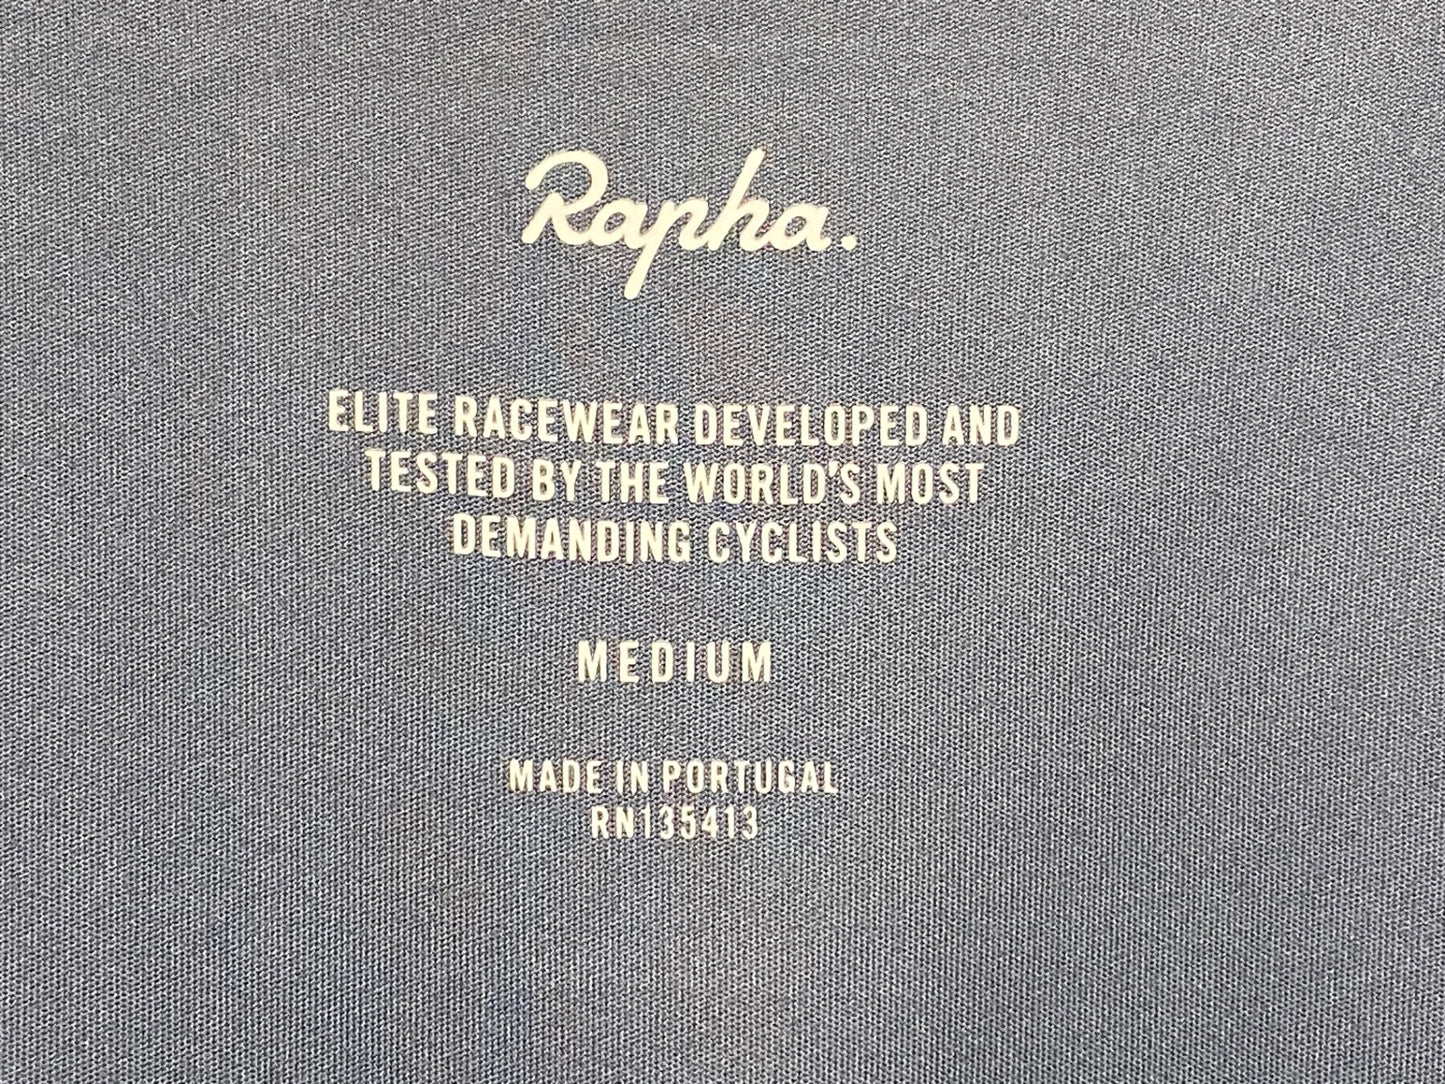 Rapha.
ELITE RACEWEAR DEVELOPED AND
TESTED BY THE WORLD'S MOST
DEMANDING CYCLISTS
MEDIUM
MADE IN PORTUGAL
RN135413